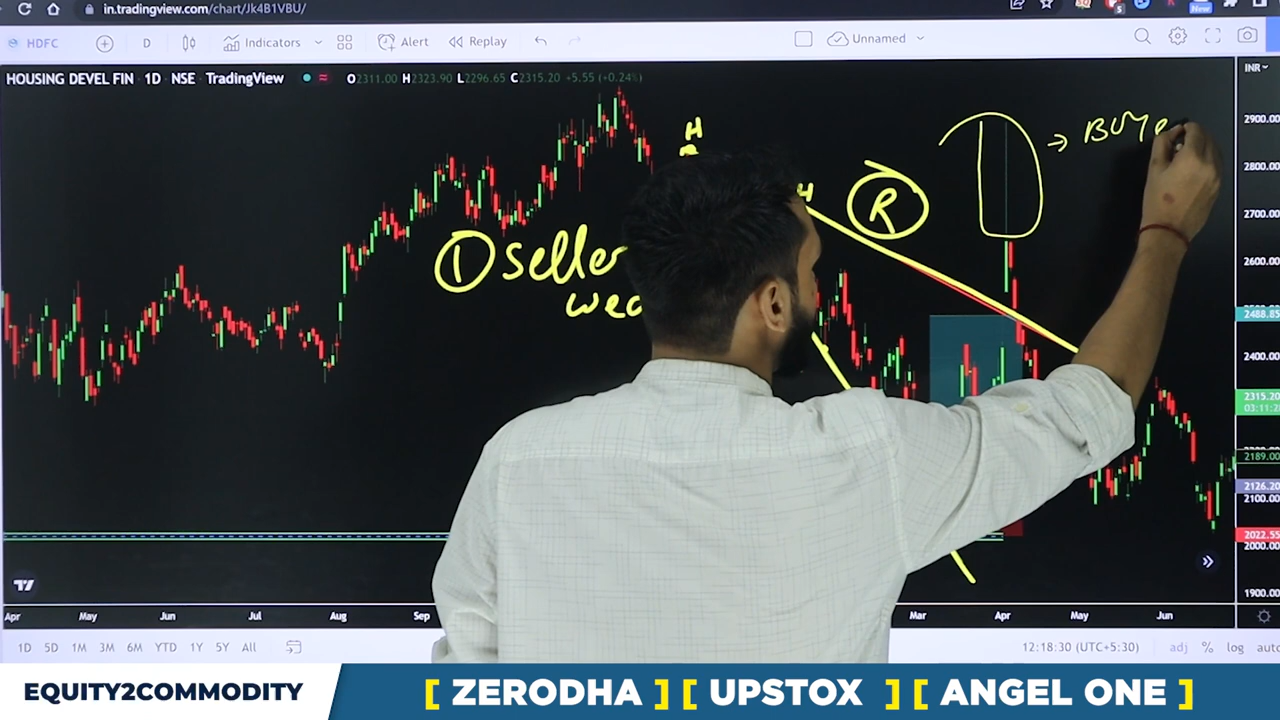 in.tradingview.com/chart/Jk4B1VBU/
New
HDFC
D
Indicators
Alert
Replay
Unnamed
HOUSING DEVEL FIN 1D NSE TradingView
O2311.00 H2323.90 L2296.65 C2315.20 +5.55 (+0.24%)
INR
2900.00
2800.00
2700.00
2600.00
2488.85
2400.00
2315.20
2189.00
2126.20
2100.00
2022.55
2000.00
1900.00
H
H
R
→ BUYe
① seller
Apr May Jun Jul Aug Sep Mar Apr May Jun
1D 5D 1M 3M 6M YTD 1Y 5Y All
12:18:30 (UTC+5:30)
adj % log auto
EQUITY2COMMODITY
[ ZERODHA ] [ UPSTOX ] [ ANGEL ONE ]